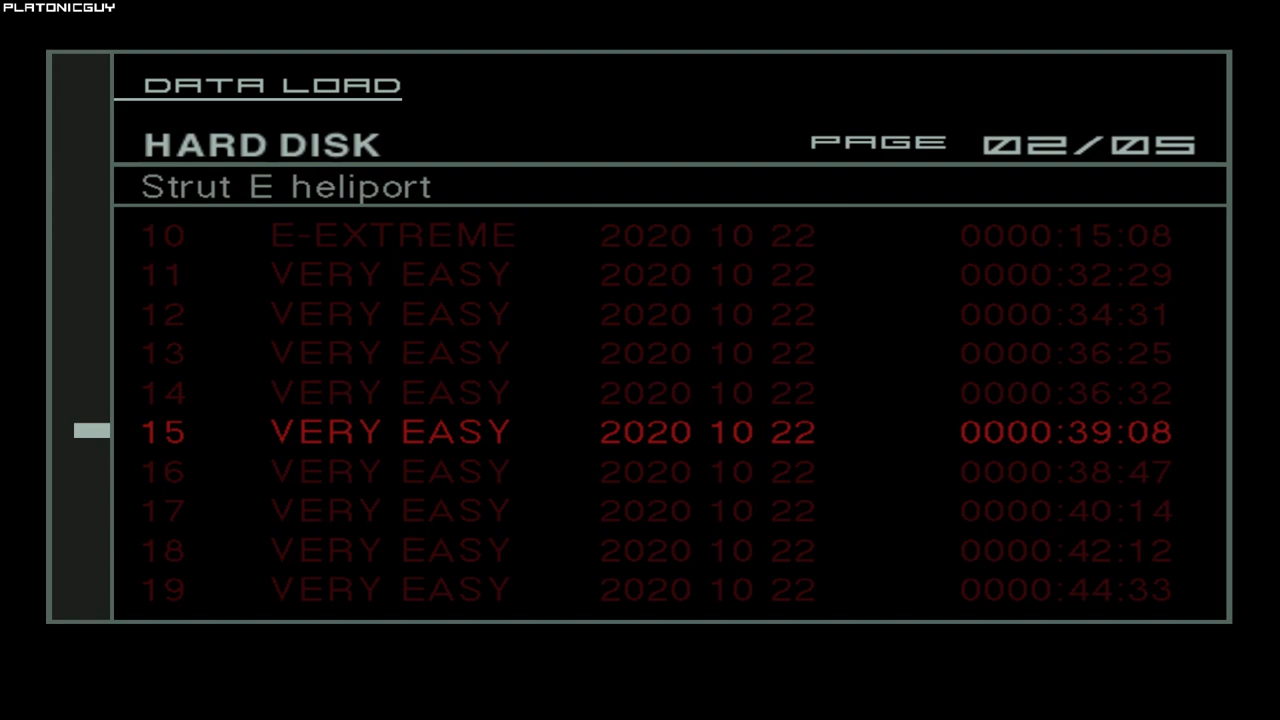 PLATONICGUY
DATA LOAD
HARD DISK PAGE 02/05
Strut E heliport
10 E-EXTREME 2020 10 22 0000:15:08
11 VERY EASY 2020 10 22 0000:32:29
12 VERY EASY 2020 10 22 0000:34:31
13 VERY EASY 2020 10 22 0000:36:25
14 VERY EASY 2020 10 22 0000:36:32
15 VERY EASY 2020 10 22 0000:39:08
16 VERY EASY 2020 10 22 0000:38:47
17 VERY EASY 2020 10 22 0000:40:14
18 VERY EASY 2020 10 22 0000:42:12
19 VERY EASY 2020 10 22 0000:44:33